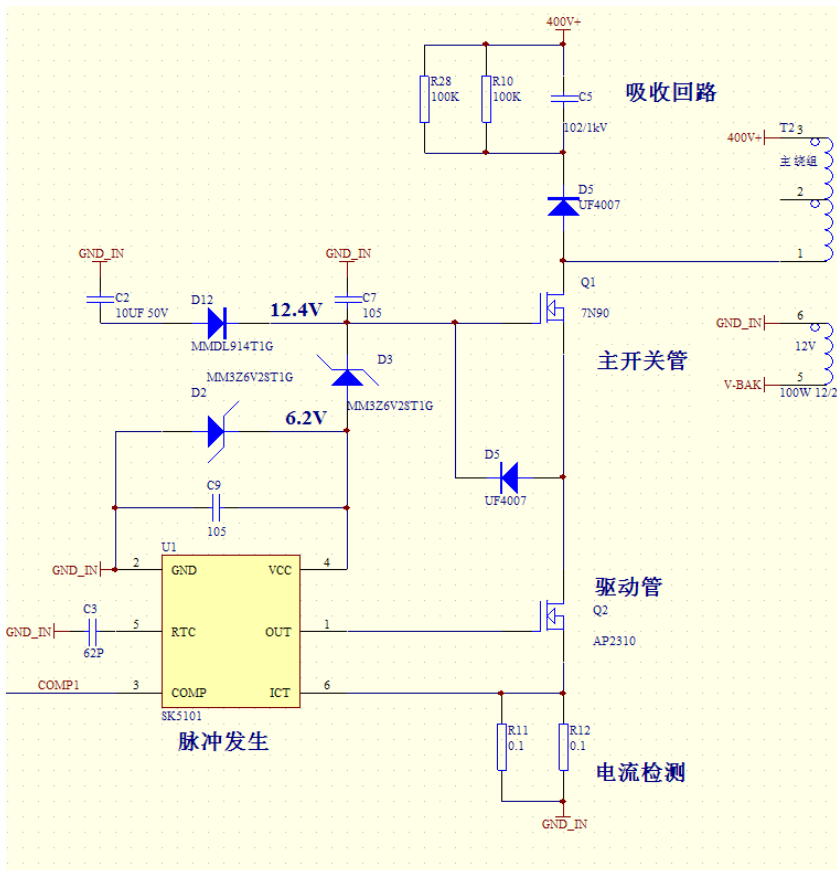 400V+
R28
100K
R10
100K
C5
102/1kV
吸收回路
400V+
T2
3
主绕组
2
1
D5
UF4007
GND_IN
GND_IN
C2
10UF 50V
D12
MMDL914T1G
12.4V
C7
105
Q1
7N90
主开关管
GND_IN
6
12V
V-BAK
5
100W 12/2
D3
MM3Z6V2ST1G
MM3Z6V2ST1G
D2
6.2V
D5
UF4007
C9
105
U1
GND_IN
2
GND
VCC
4
驱动管
Q2
AP2310
C3
GND_IN
62P
5
RTC
OUT
1
COMP1
3
COMP
ICT
6
SK5101
脉冲发生
R11
0.1
R12
0.1
电流检测
GND_IN